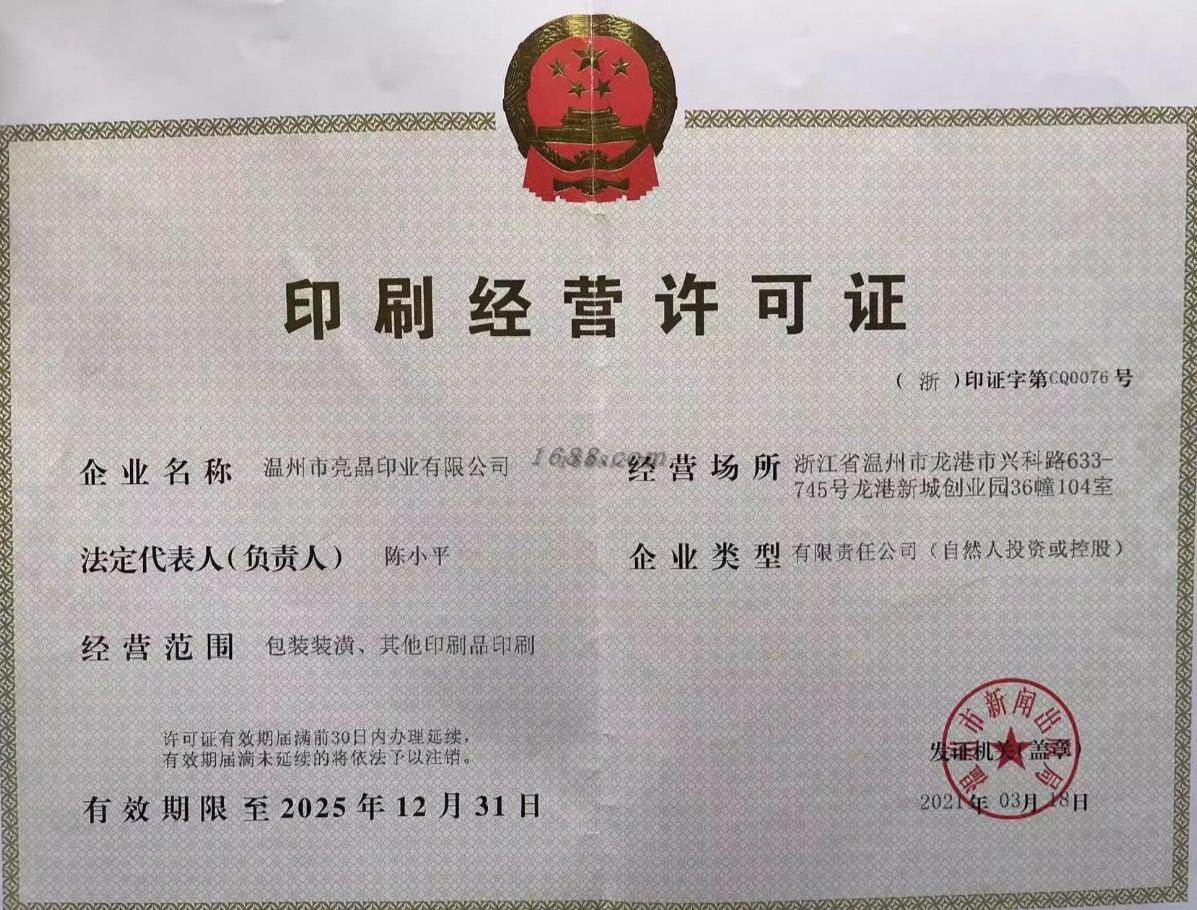 印刷经营许可证
（ 浙 ）印证字第CQ0076号
企业名称 温州市亮晶印业有限公司
1688.com
经营场所 浙江省温州市龙港市兴科路633-
745号龙港新城创业园36幢104室
法定代表人（负责人） 陈小平
企业类型 有限责任公司（自然人投资或控股）
经营范围 包装装潢、其他印刷品印刷
许可证有效期届满前30日内办理延续，
有效期届满未延续的将依法予以注销。
有效期限至2025年12月31日
市新闻出
局
发证机关（盖章）
2021年 03月 18日